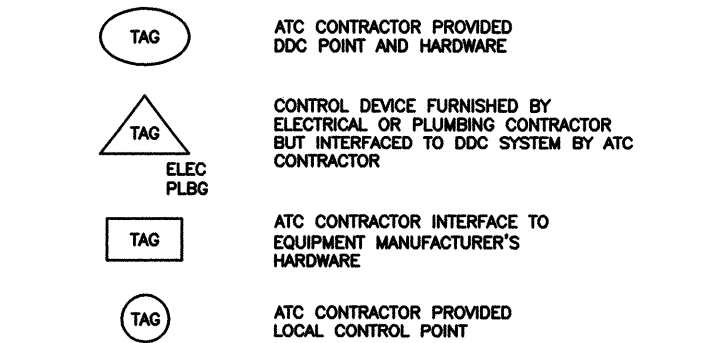 TAG
ATC CONTRACTOR PROVIDED
DDC POINT AND HARDWARE
TAG
ELEC
PLBG
CONTROL DEVICE FURNISHED BY
ELECTRICAL OR PLUMBING CONTRACTOR
BUT INTERFACED TO DDC SYSTEM BY ATC
CONTRACTOR
TAG
ATC CONTRACTOR INTERFACE TO
EQUIPMENT MANUFACTURER'S
HARDWARE
TAG
ATC CONTRACTOR PROVIDED
LOCAL CONTROL POINT